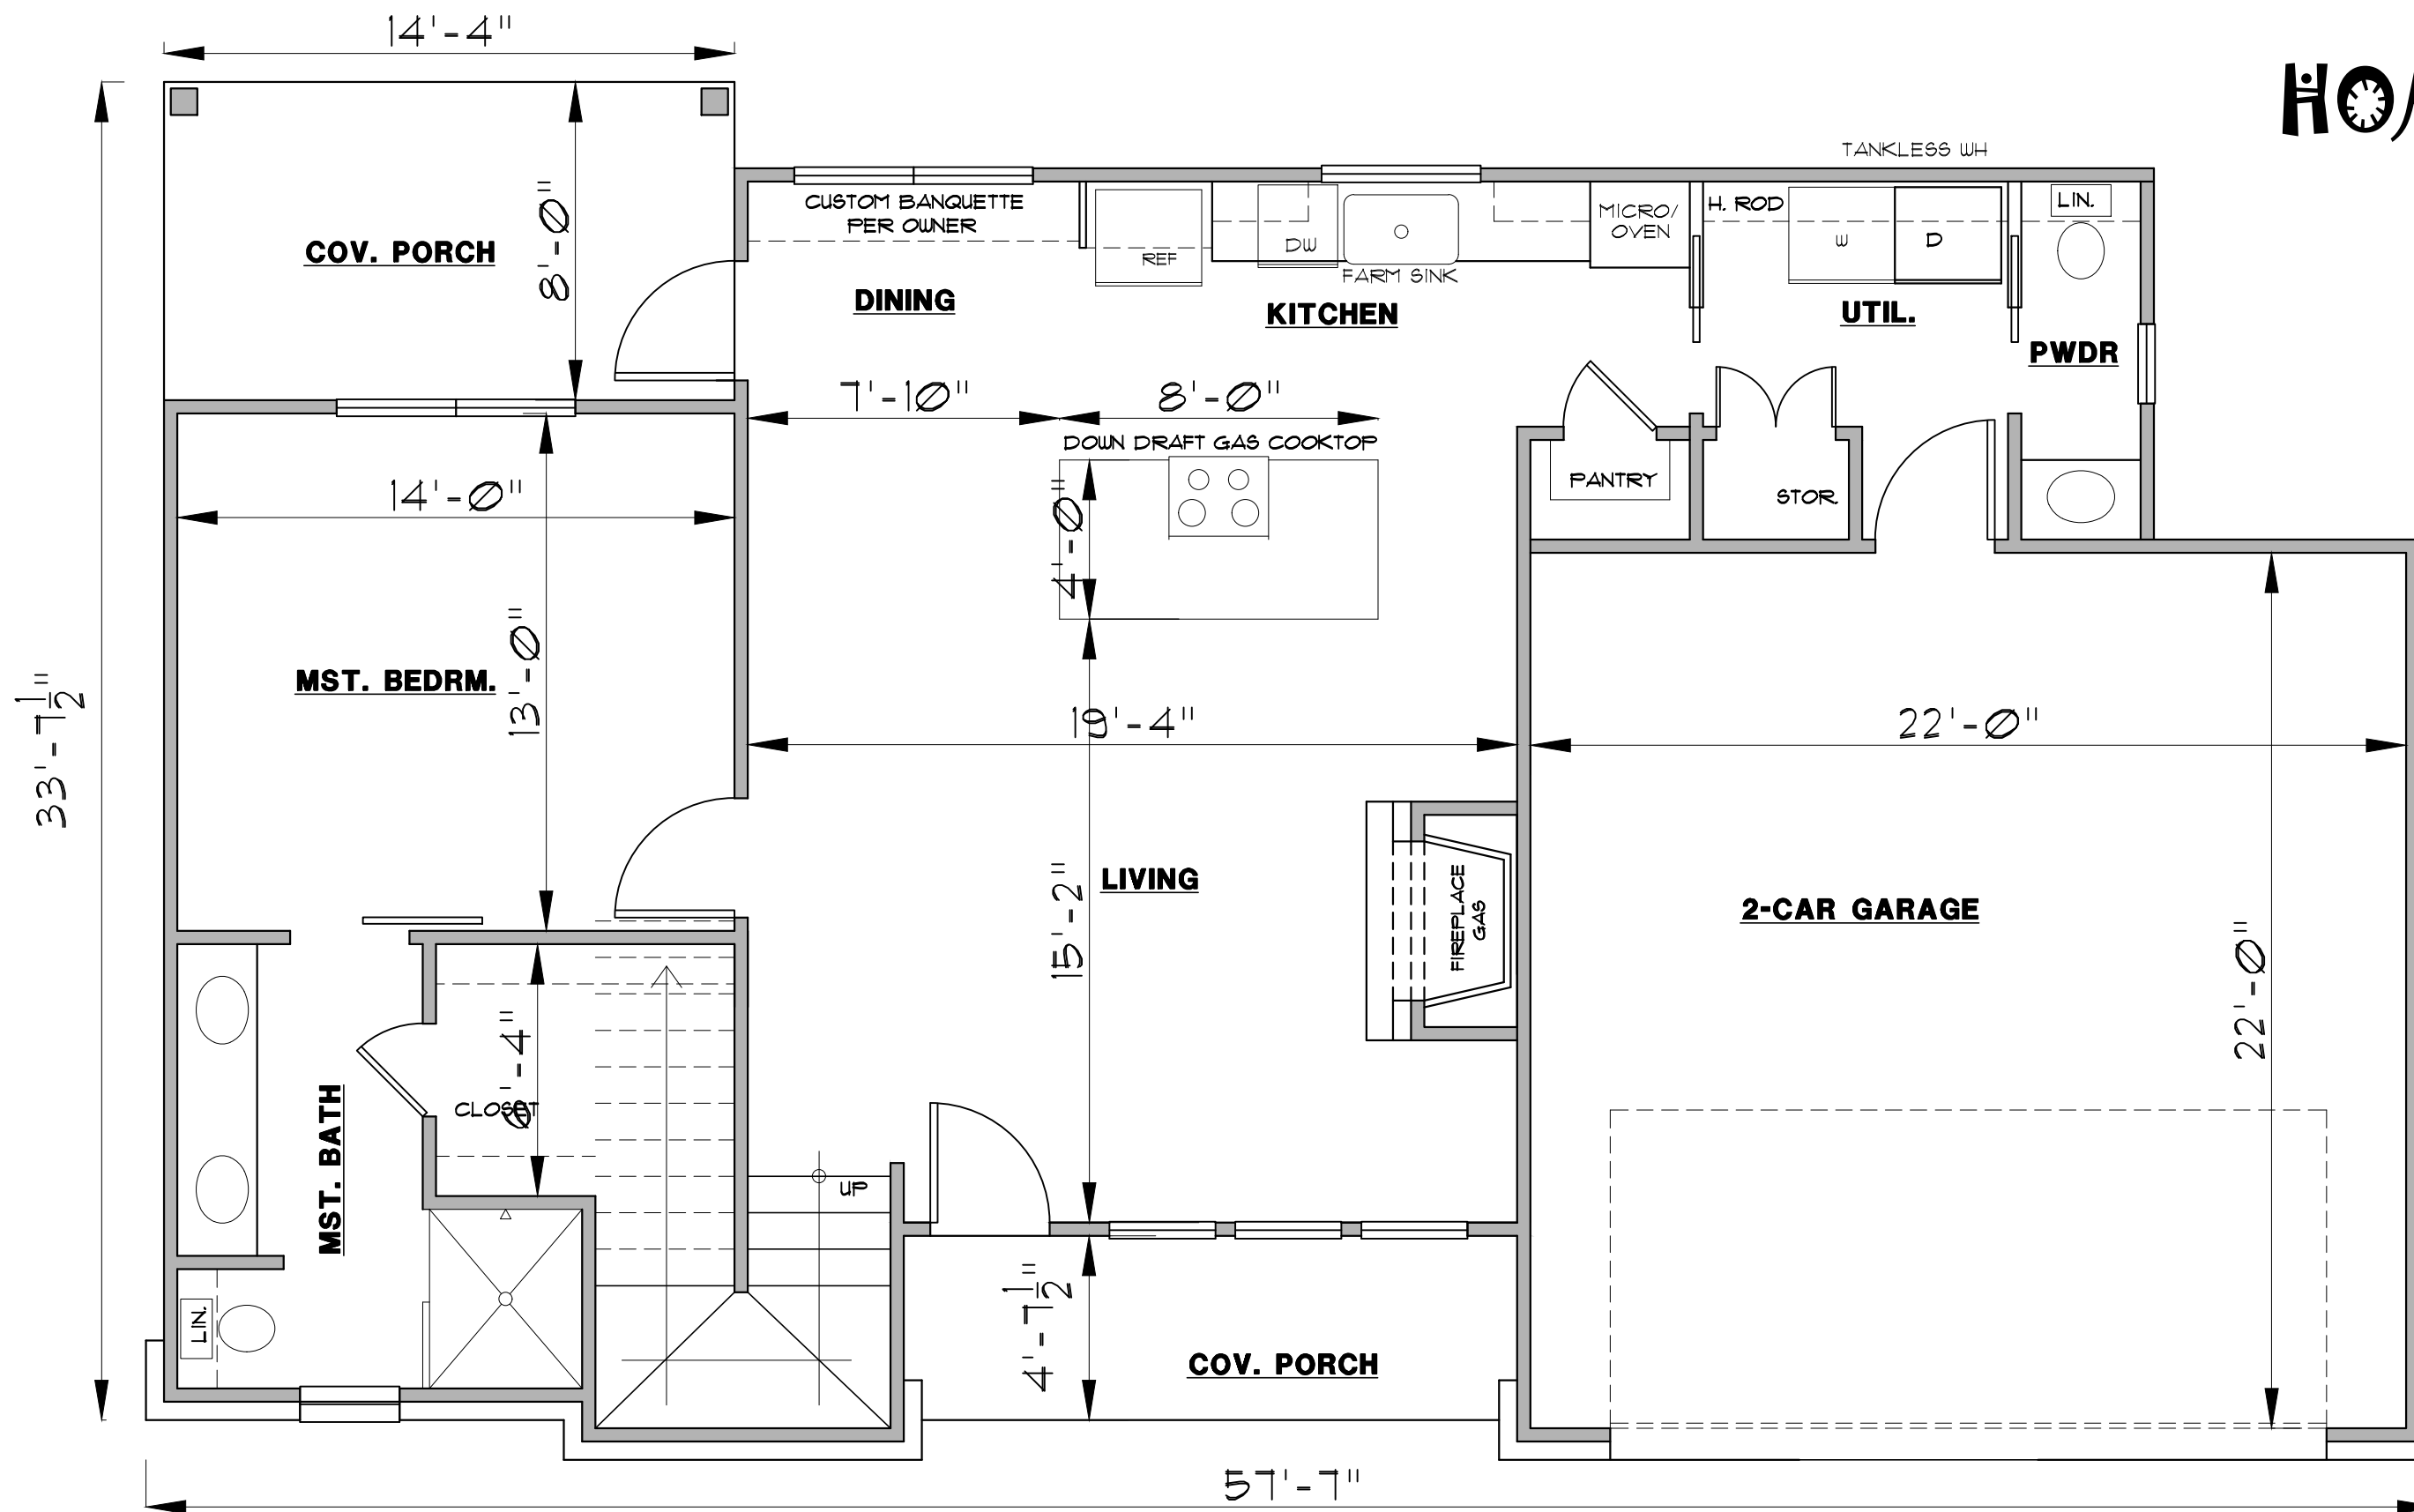 14'-4"
HO
TANKLESS WH
CUSTOM BANQUETTE
PER OWNER
MICRO/
OVEN
H. ROD
LIN.
8'-0"
COV. PORCH
REF
DW
FARM SINK
W
D
DINING
KITCHEN
UTIL.
PWDR
7'-10"
8'-0"
DOWN DRAFT GAS COOKTOP
14'-0"
4'-0"
PANTRY
STOR.
MST. BEDRM.
13'-0"
33'-7 1/2"
19'-4"
22'-0"
LIVING
15'-2"
FIREPLACE
GAS
2-CAR GARAGE
22'-0"
6'-4"
CLOSET
MST. BATH
UP
LIN.
4'-7 1/2"
COV. PORCH
57'-7"